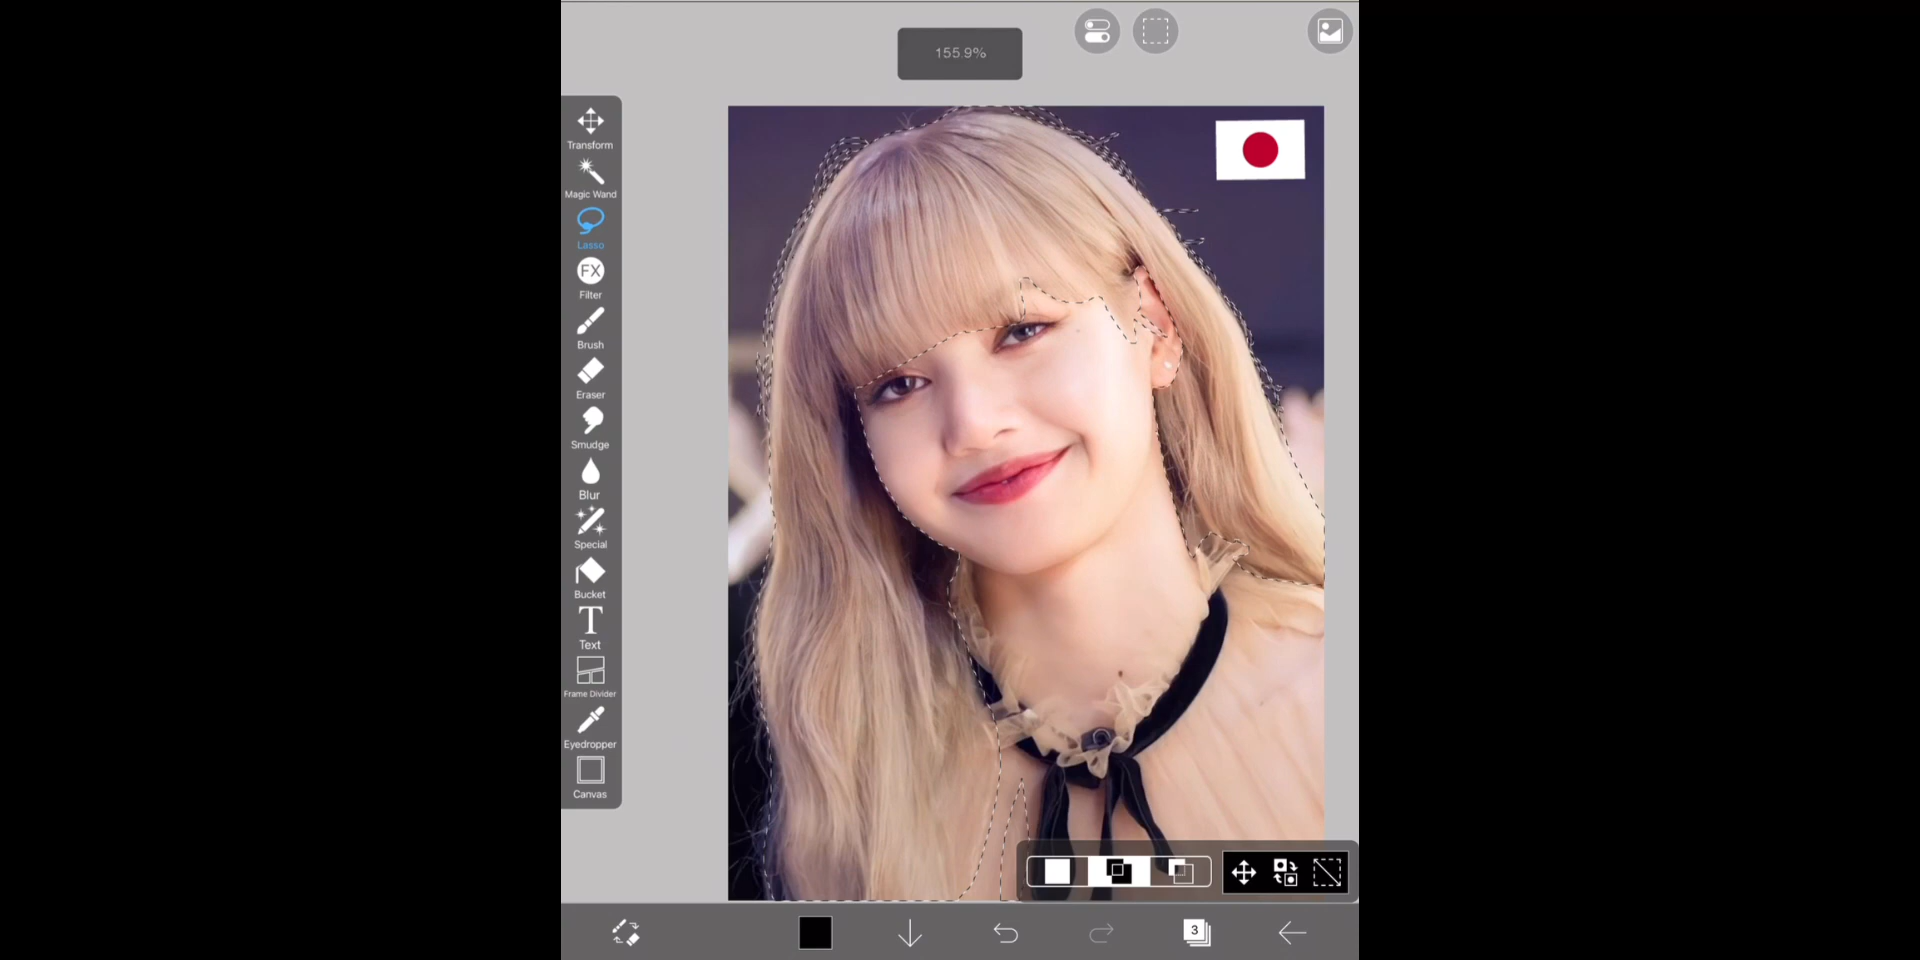 155.9%
Transform
Magic Wand
Lasso
FX
Filter
Brush
Eraser
Smudge
Blur
Special
Bucket
T
Text
Frame Divider
Eyedropper
Canvas
3